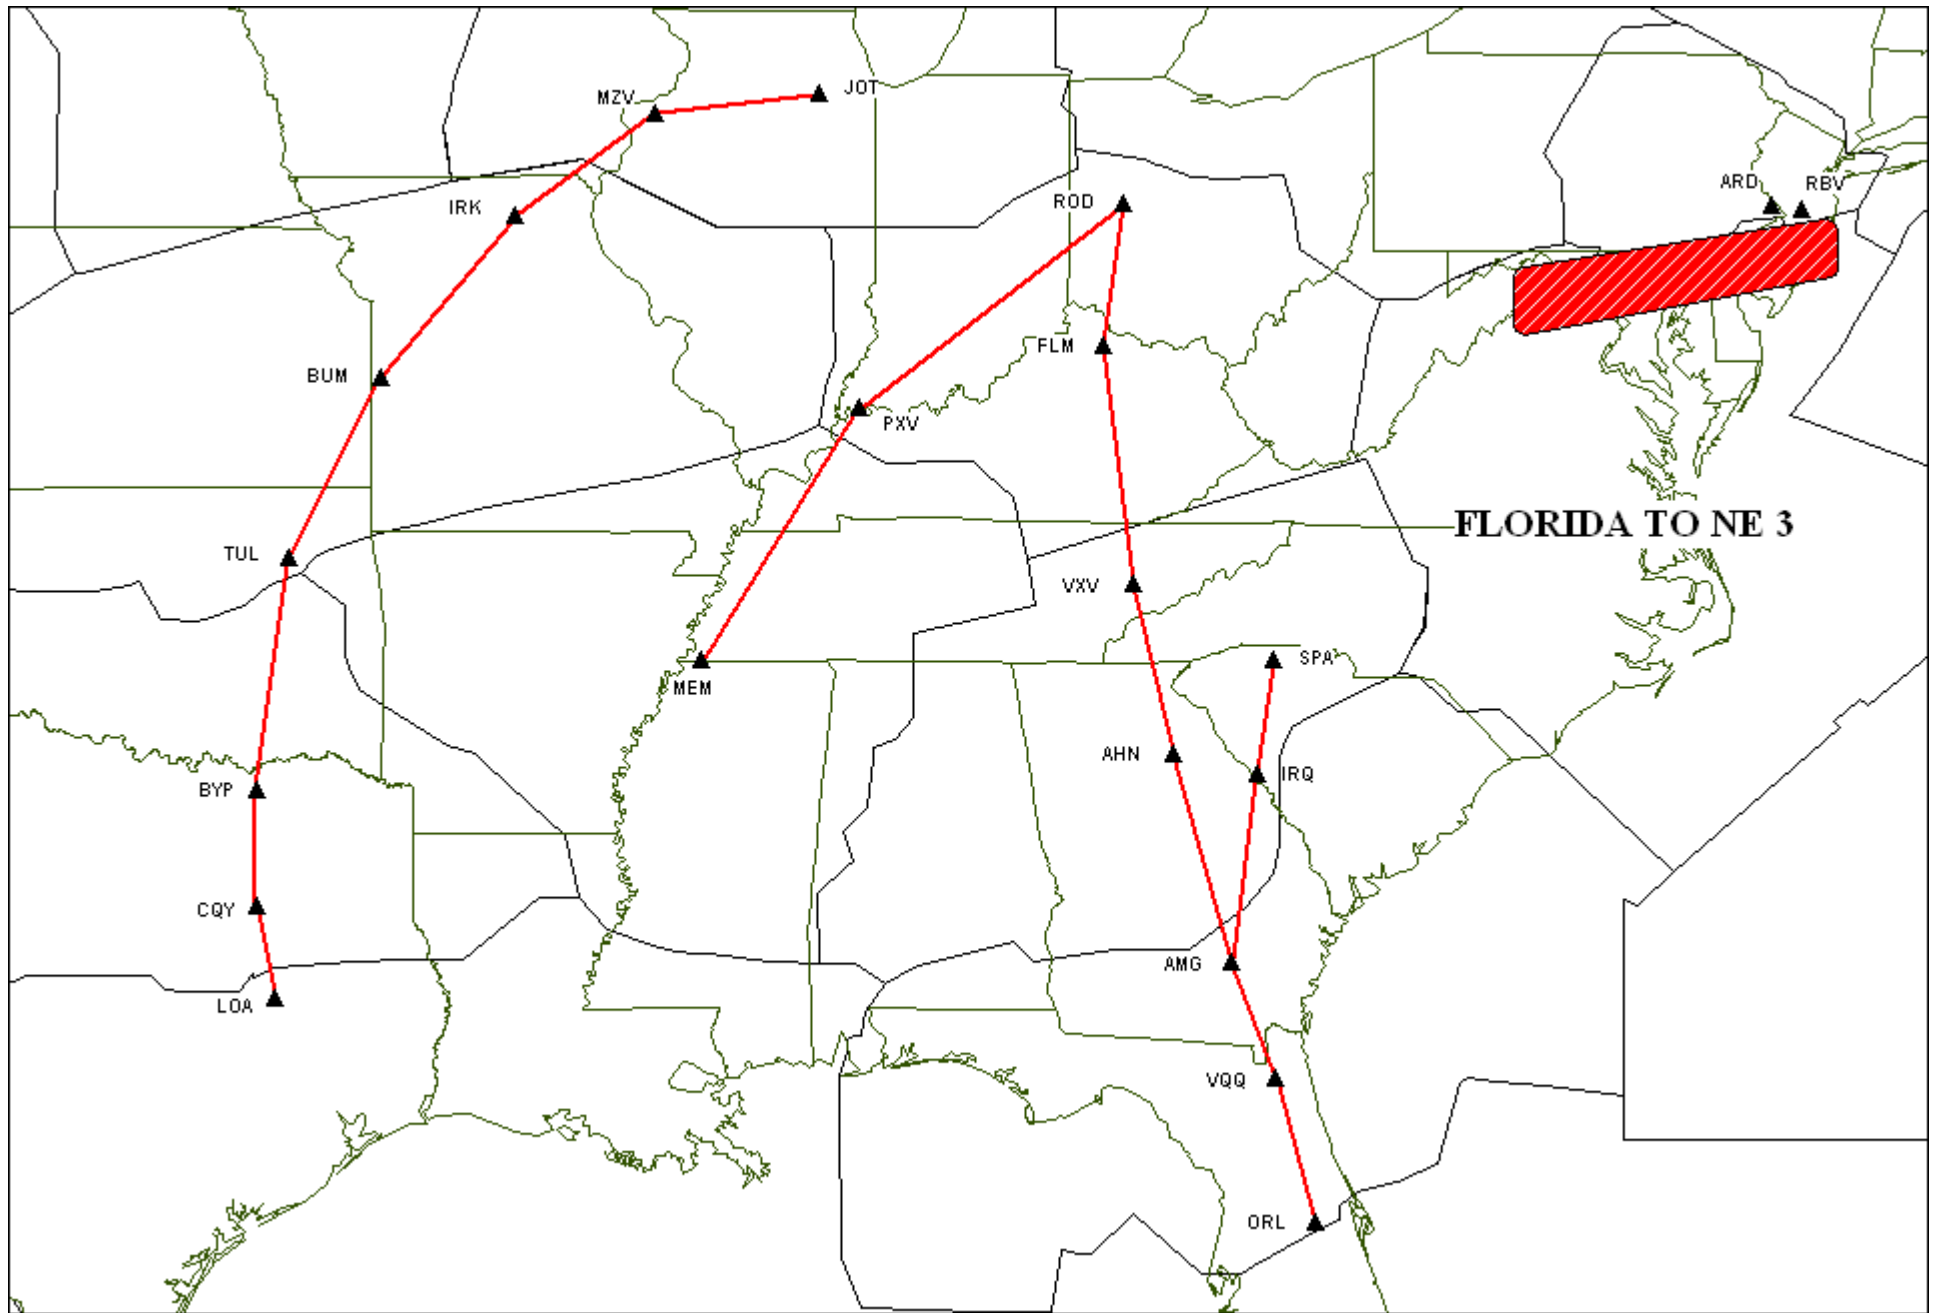 JOT
MZV
ARD
RBV
IRK
ROD
FLM
BUM
PXV
FLORIDA TO NE 3
TUL
VXV
SPA
MEM
AHN
IRQ
BYP
CQY
AMG
LOA
VQQ
ORL